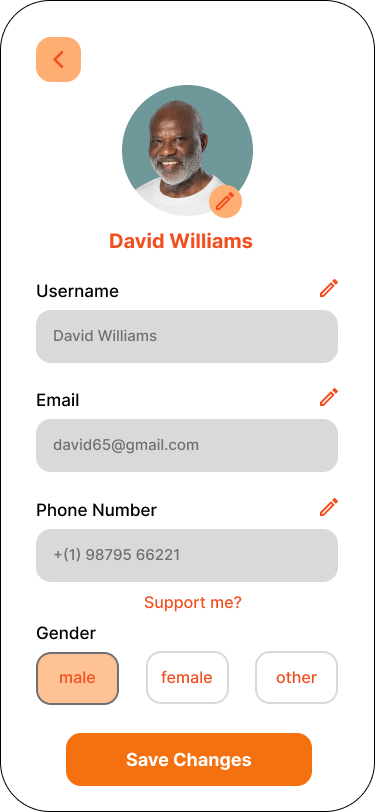 David Williams
Username
David Williams
Email
david65@gmail.com
Phone Number
+(1) 98795 66221
Support me?
Gender
male female other
Save Changes